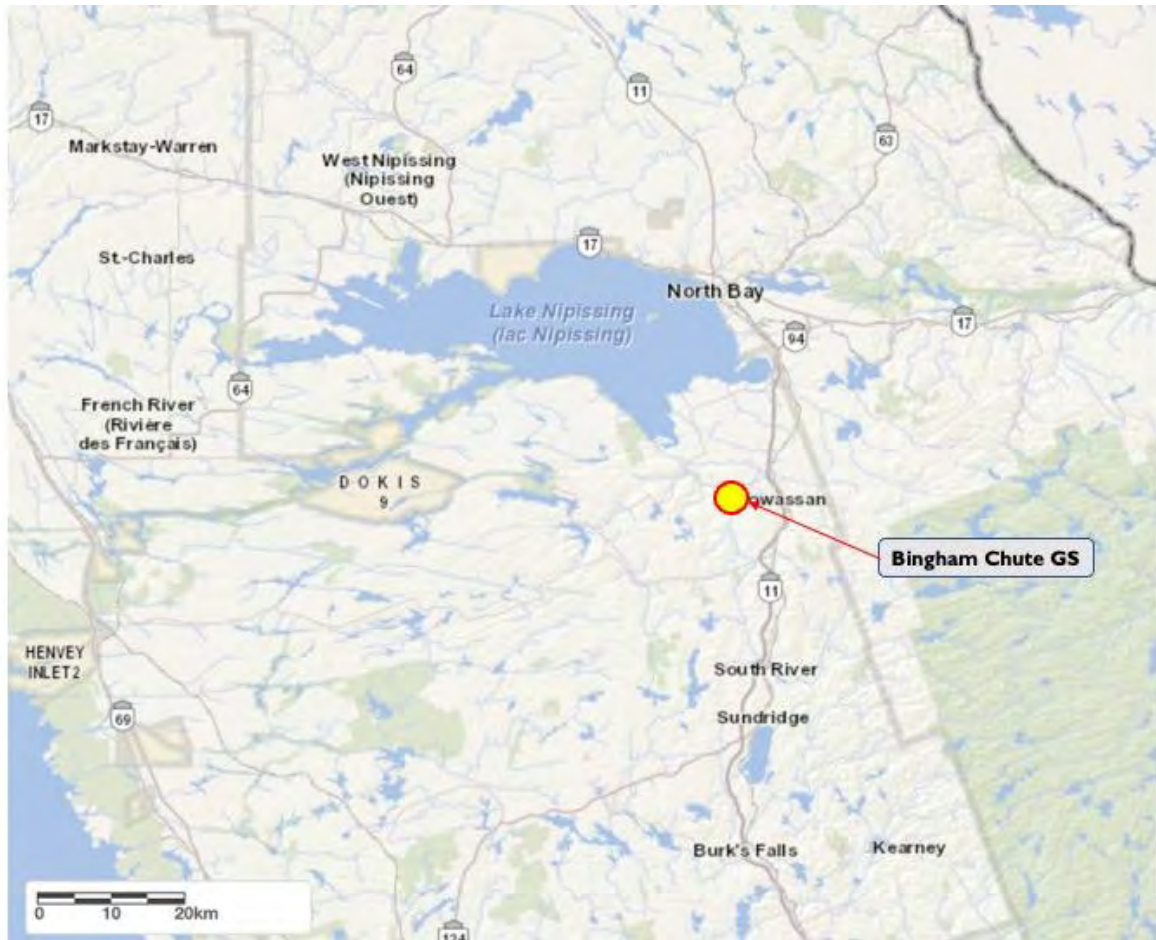 64
11
17
Markstay-Warren
63
West Nipissing
(Nipissing
Ouest)
St.-Charles
17
North Bay
Lake Nipissing
(lac Nipissing)
17
94
64
French River
(Rivière
des Français)
DOKIS
9
owassan
Bingham Chute GS
11
HENVEY
INLET 2
South River
69
Sundridge
Burk's Falls
Kearney
0 10 20km
124